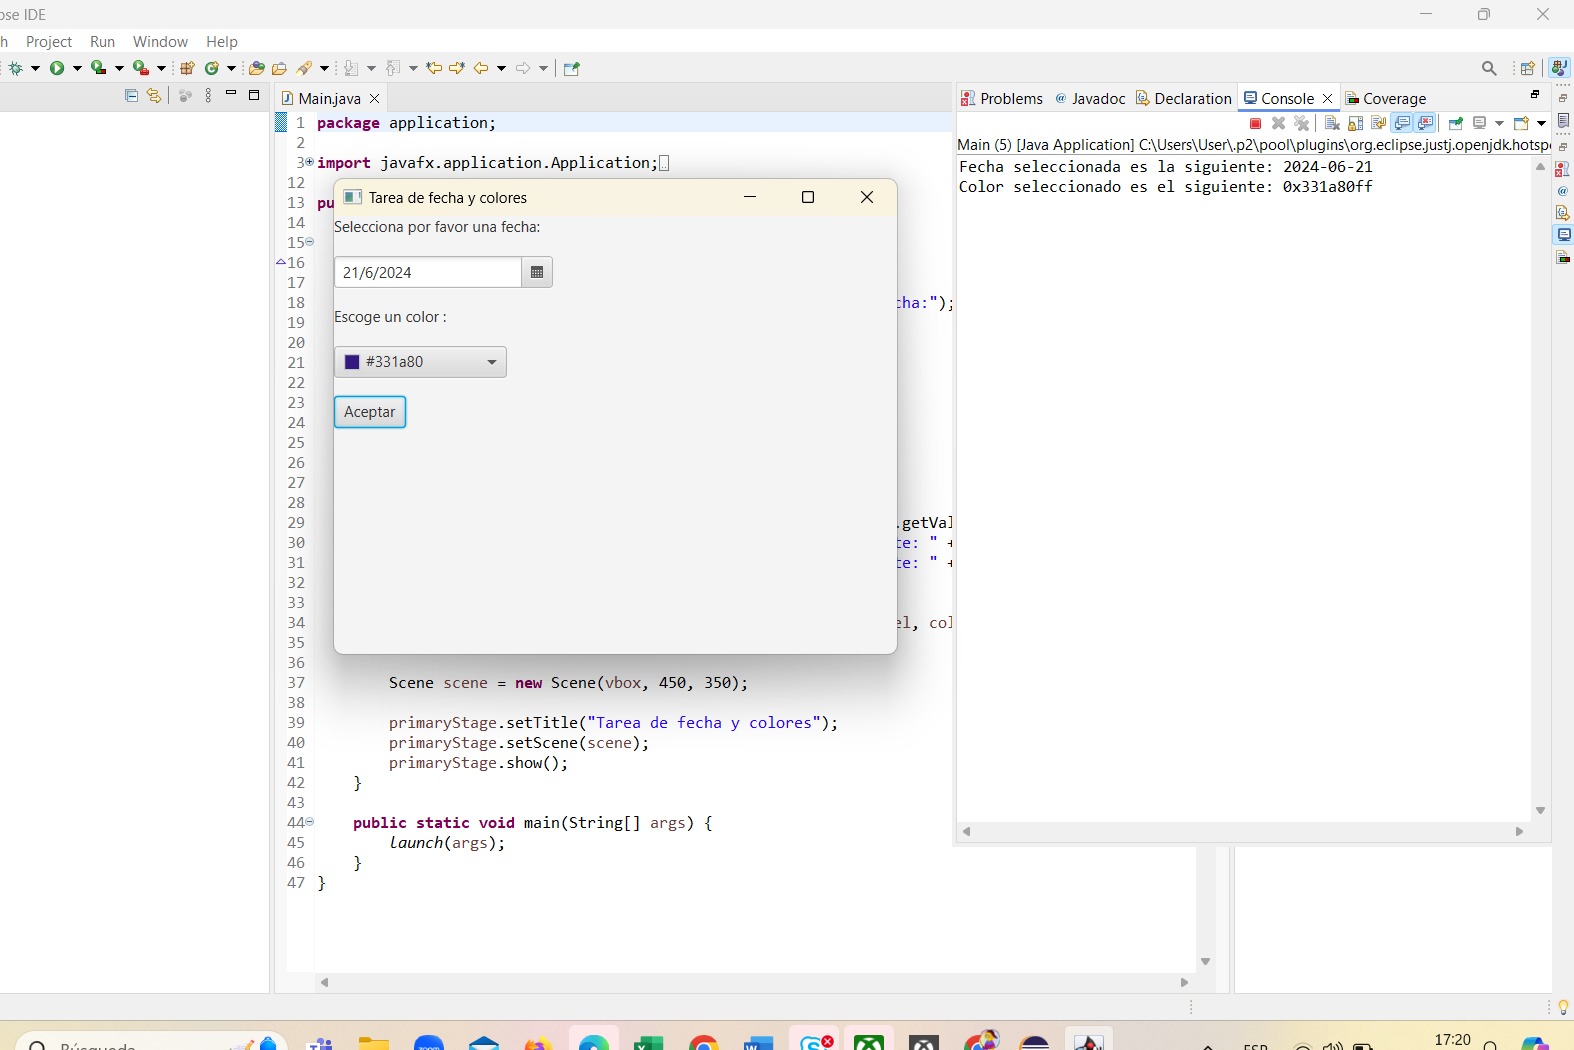 ose IDE
h Project Run Window Help
Main.java
Problems @ Javadoc Declaration Console Coverage
Main (5) [Java Application] C:\Users\User\.p2\pool\plugins\org.eclipse.justj.openjdk.hotsp
Fecha seleccionada es la siguiente: 2024-06-21
Color seleccionado es el siguiente: 0x331a80ff
1 package application;
2
3 import javafx.application.Application;
12
13 pu
14
15
16
17
18 cha:");
19
20
21
22
23
24
25
26
27
28
29 .getVal
30 te: " +
31 te: " +
32
33
34 el, col
35
36
37 Scene scene = new Scene(vbox, 450, 350);
38
39 primaryStage.setTitle("Tarea de fecha y colores");
40 primaryStage.setScene(scene);
41 primaryStage.show();
42 }
43
44 public static void main(String[] args) {
45 launch(args);
46 }
47 }
Tarea de fecha y colores
Selecciona por favor una fecha:
21/6/2024
Escoge un color :
#331a80
Aceptar
Búsqueda
zoom
ESP
17:20